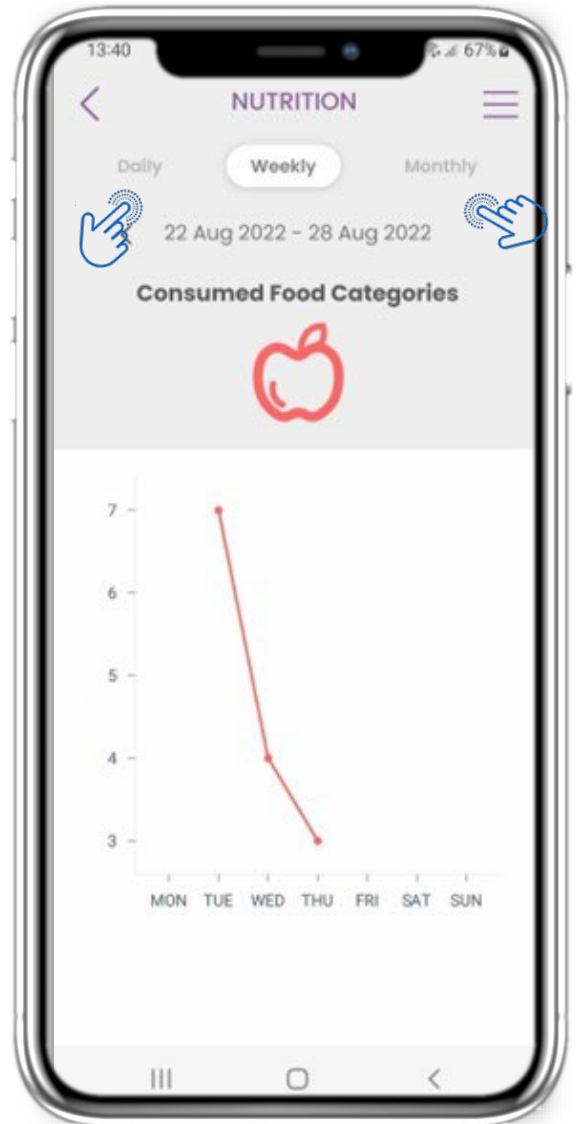 13:40 67%
NUTRITION
Daily Weekly Monthly
22 Aug 2022 - 28 Aug 2022
Consumed Food Categories
7
6
5
4
3
MON TUE WED THU FRI SAT SUN